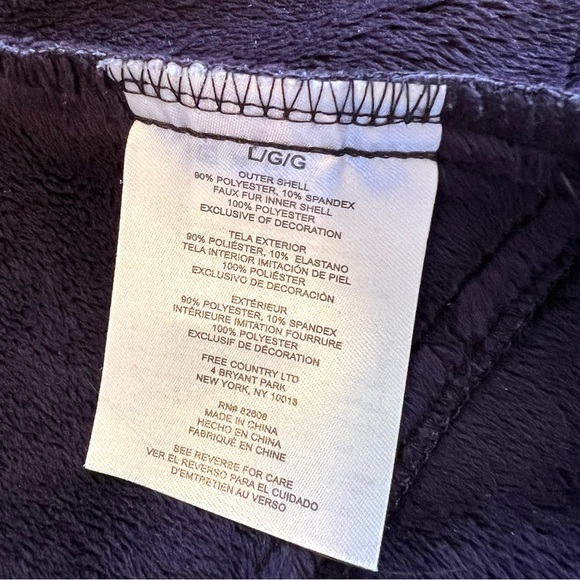 L/G/G
OUTER SHELL
90% POLYESTER, 10% SPANDEX
FAUX FUR INNER SHELL
100% POLYESTER
EXCLUSIVE OF DECORATION
TELA EXTERIOR
90% POLIÉSTER, 10% ELASTANO
TELA INTERIOR IMITACIÓN DE PIEL
100% POLIÉSTER
EXCLUSIVO DE DECORACIÓN
EXTÉRIEUR
90% POLYESTER, 10% SPANDEX
INTÉRIEURE IMITATION FOURRURE
100% POLYESTER
EXCLUSIF DE DÉCORATION
FREE COUNTRY LTD
4 BRYANT PARK
NEW YORK, NY 10018
RN# 82608
MADE IN CHINA
HECHO EN CHINA
FABRIQUÉ EN CHINE
SEE REVERSE FOR CARE
VER EL REVERSO PARA EL CUIDADO
D'ENTRETIEN AU VERSO